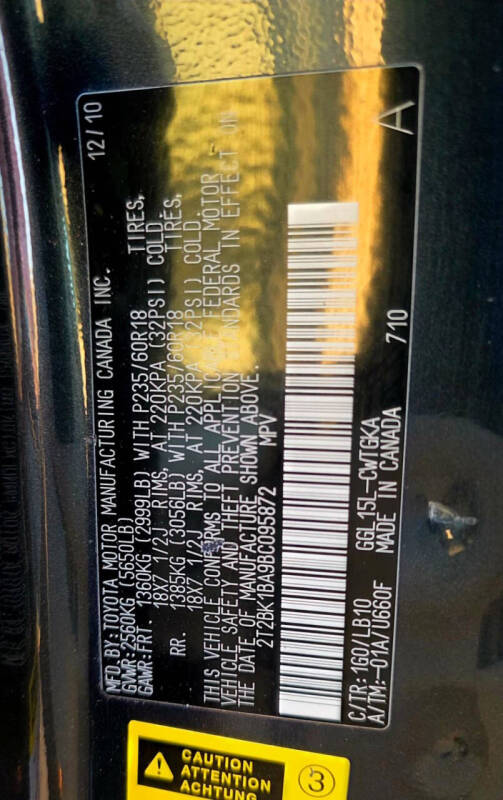 MFD.BY:TOYOTA MOTOR MANUFACTURING CANADA INC. 12/10
GVWR:2560KG (5650LB)
GAWR:FRT. 1360KG (2999LB) WITH P235/60R18 TIRES,
18X7 1/2J RIMS, AT 220KPA (32PSI) COLD.
RR. 1385KG (3056LB) WITH P235/60R18 TIRES,
18X7 1/2J RIMS, AT 220KPA (32PSI) COLD.
THIS VEHICLE CONFORMS TO ALL APPLICABLE FEDERAL MOTOR
VEHICLE SAFETY AND THEFT PREVENTION STANDARDS IN EFFECT ON
THE DATE OF MANUFACTURE SHOWN ABOVE.
2T2BK1BA9BC095872 MPV
C/TR:1G0/LB10 GGL15L-CWTGKA
A/TM:-01A/U660F MADE IN CANADA 710 A
CAUTION
ATTENTION
ACHTUNG
3